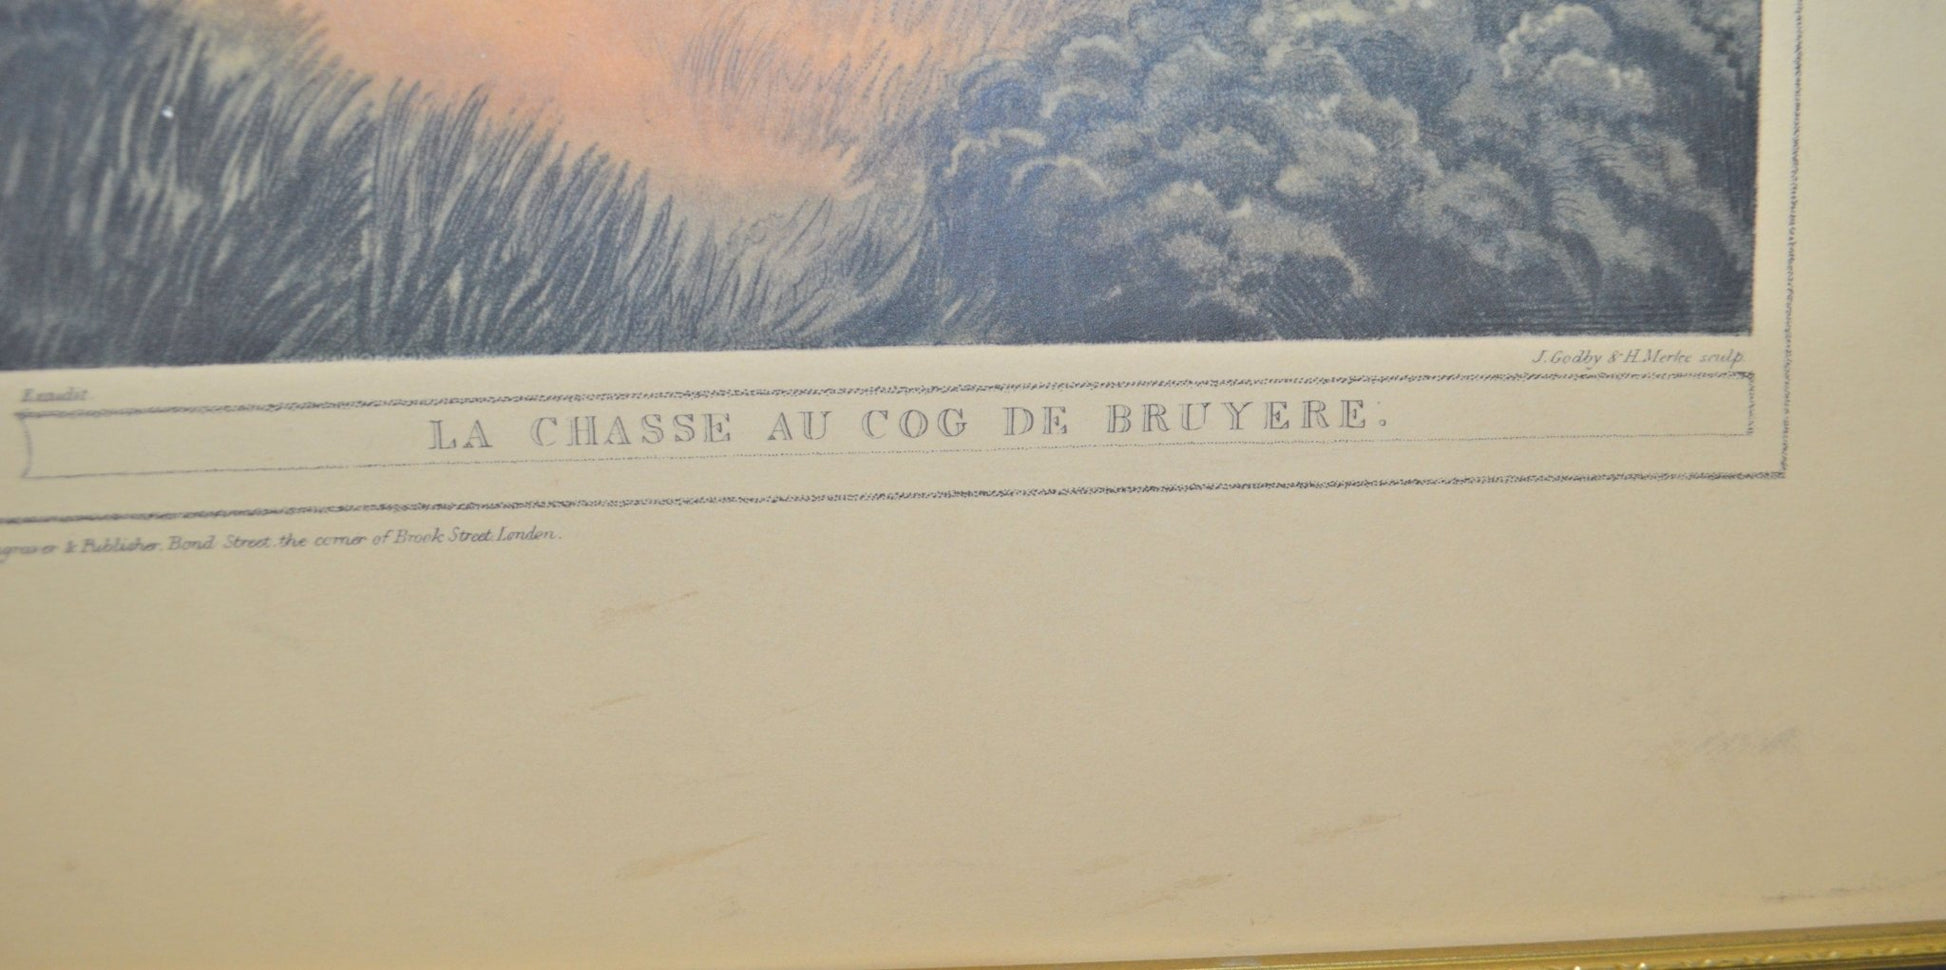 J. Godby & H. Merke sculp.
LA CHASSE AU COG DE BRUYERE.
& Publisher, Bond Street, the corner of Brook Street, London.